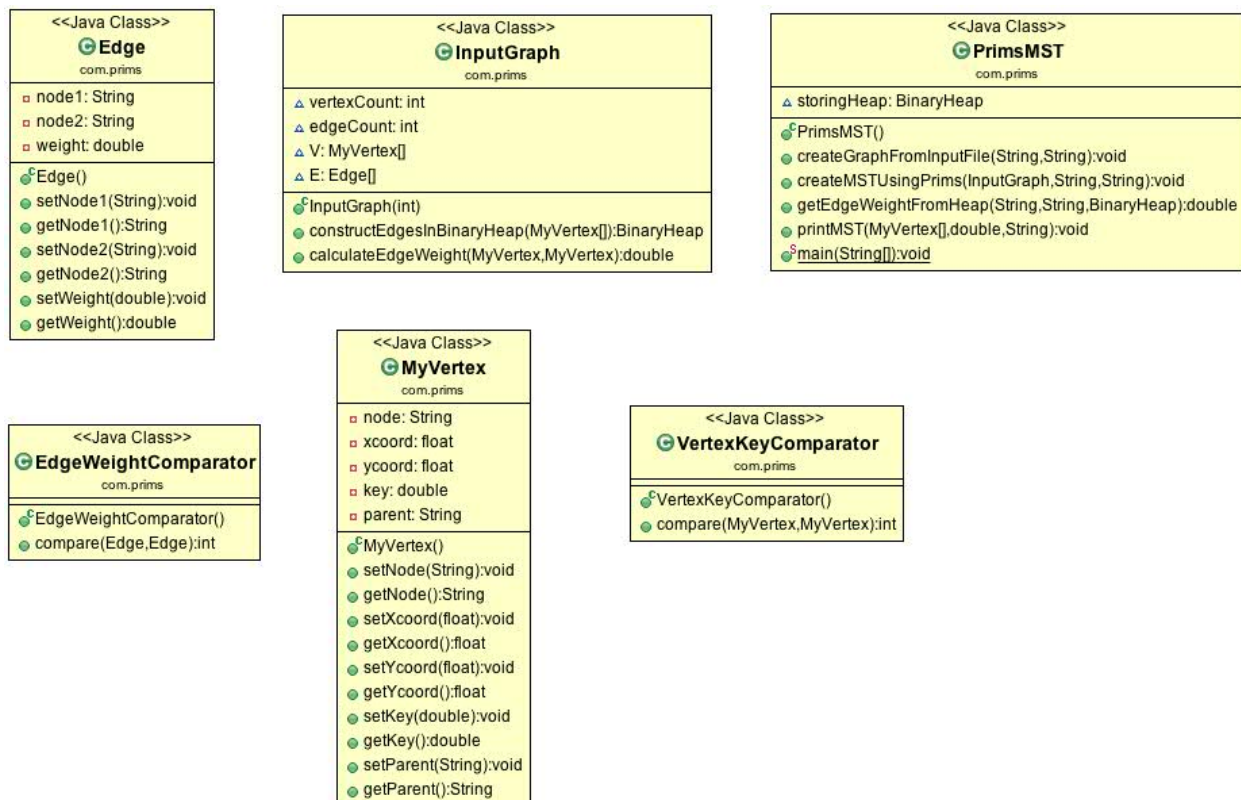 <<Java Class>>
Edge
com.prims
node1: String
node2: String
weight: double
Edge()
setNode1(String):void
getNode1():String
setNode2(String):void
getNode2():String
setWeight(double):void
getWeight():double
<<Java Class>>
InputGraph
com.prims
vertexCount: int
edgeCount: int
V: MyVertex[]
E: Edge[]
InputGraph(int)
constructEdgesInBinaryHeap(MyVertex[]):BinaryHeap
calculateEdgeWeight(MyVertex,MyVertex):double
<<Java Class>>
PrimsMST
com.prims
storingHeap: BinaryHeap
PrimsMST()
createGraphFromInputFile(String,String):void
createMSTUsingPrims(InputGraph,String,String):void
getEdgeWeightFromHeap(String,String,BinaryHeap):double
printMST(MyVertex[],double,String):void
main(String[]):void
<<Java Class>>
EdgeWeightComparator
com.prims
EdgeWeightComparator()
compare(Edge,Edge):int
<<Java Class>>
MyVertex
com.prims
node: String
xcoord: float
ycoord: float
key: double
parent: String
MyVertex()
setNode(String):void
getNode():String
setXcoord(float):void
getXcoord():float
setYcoord(float):void
getYcoord():float
setKey(double):void
getKey():double
setParent(String):void
getParent():String
<<Java Class>>
VertexKeyComparator
com.prims
VertexKeyComparator()
compare(MyVertex,MyVertex):int